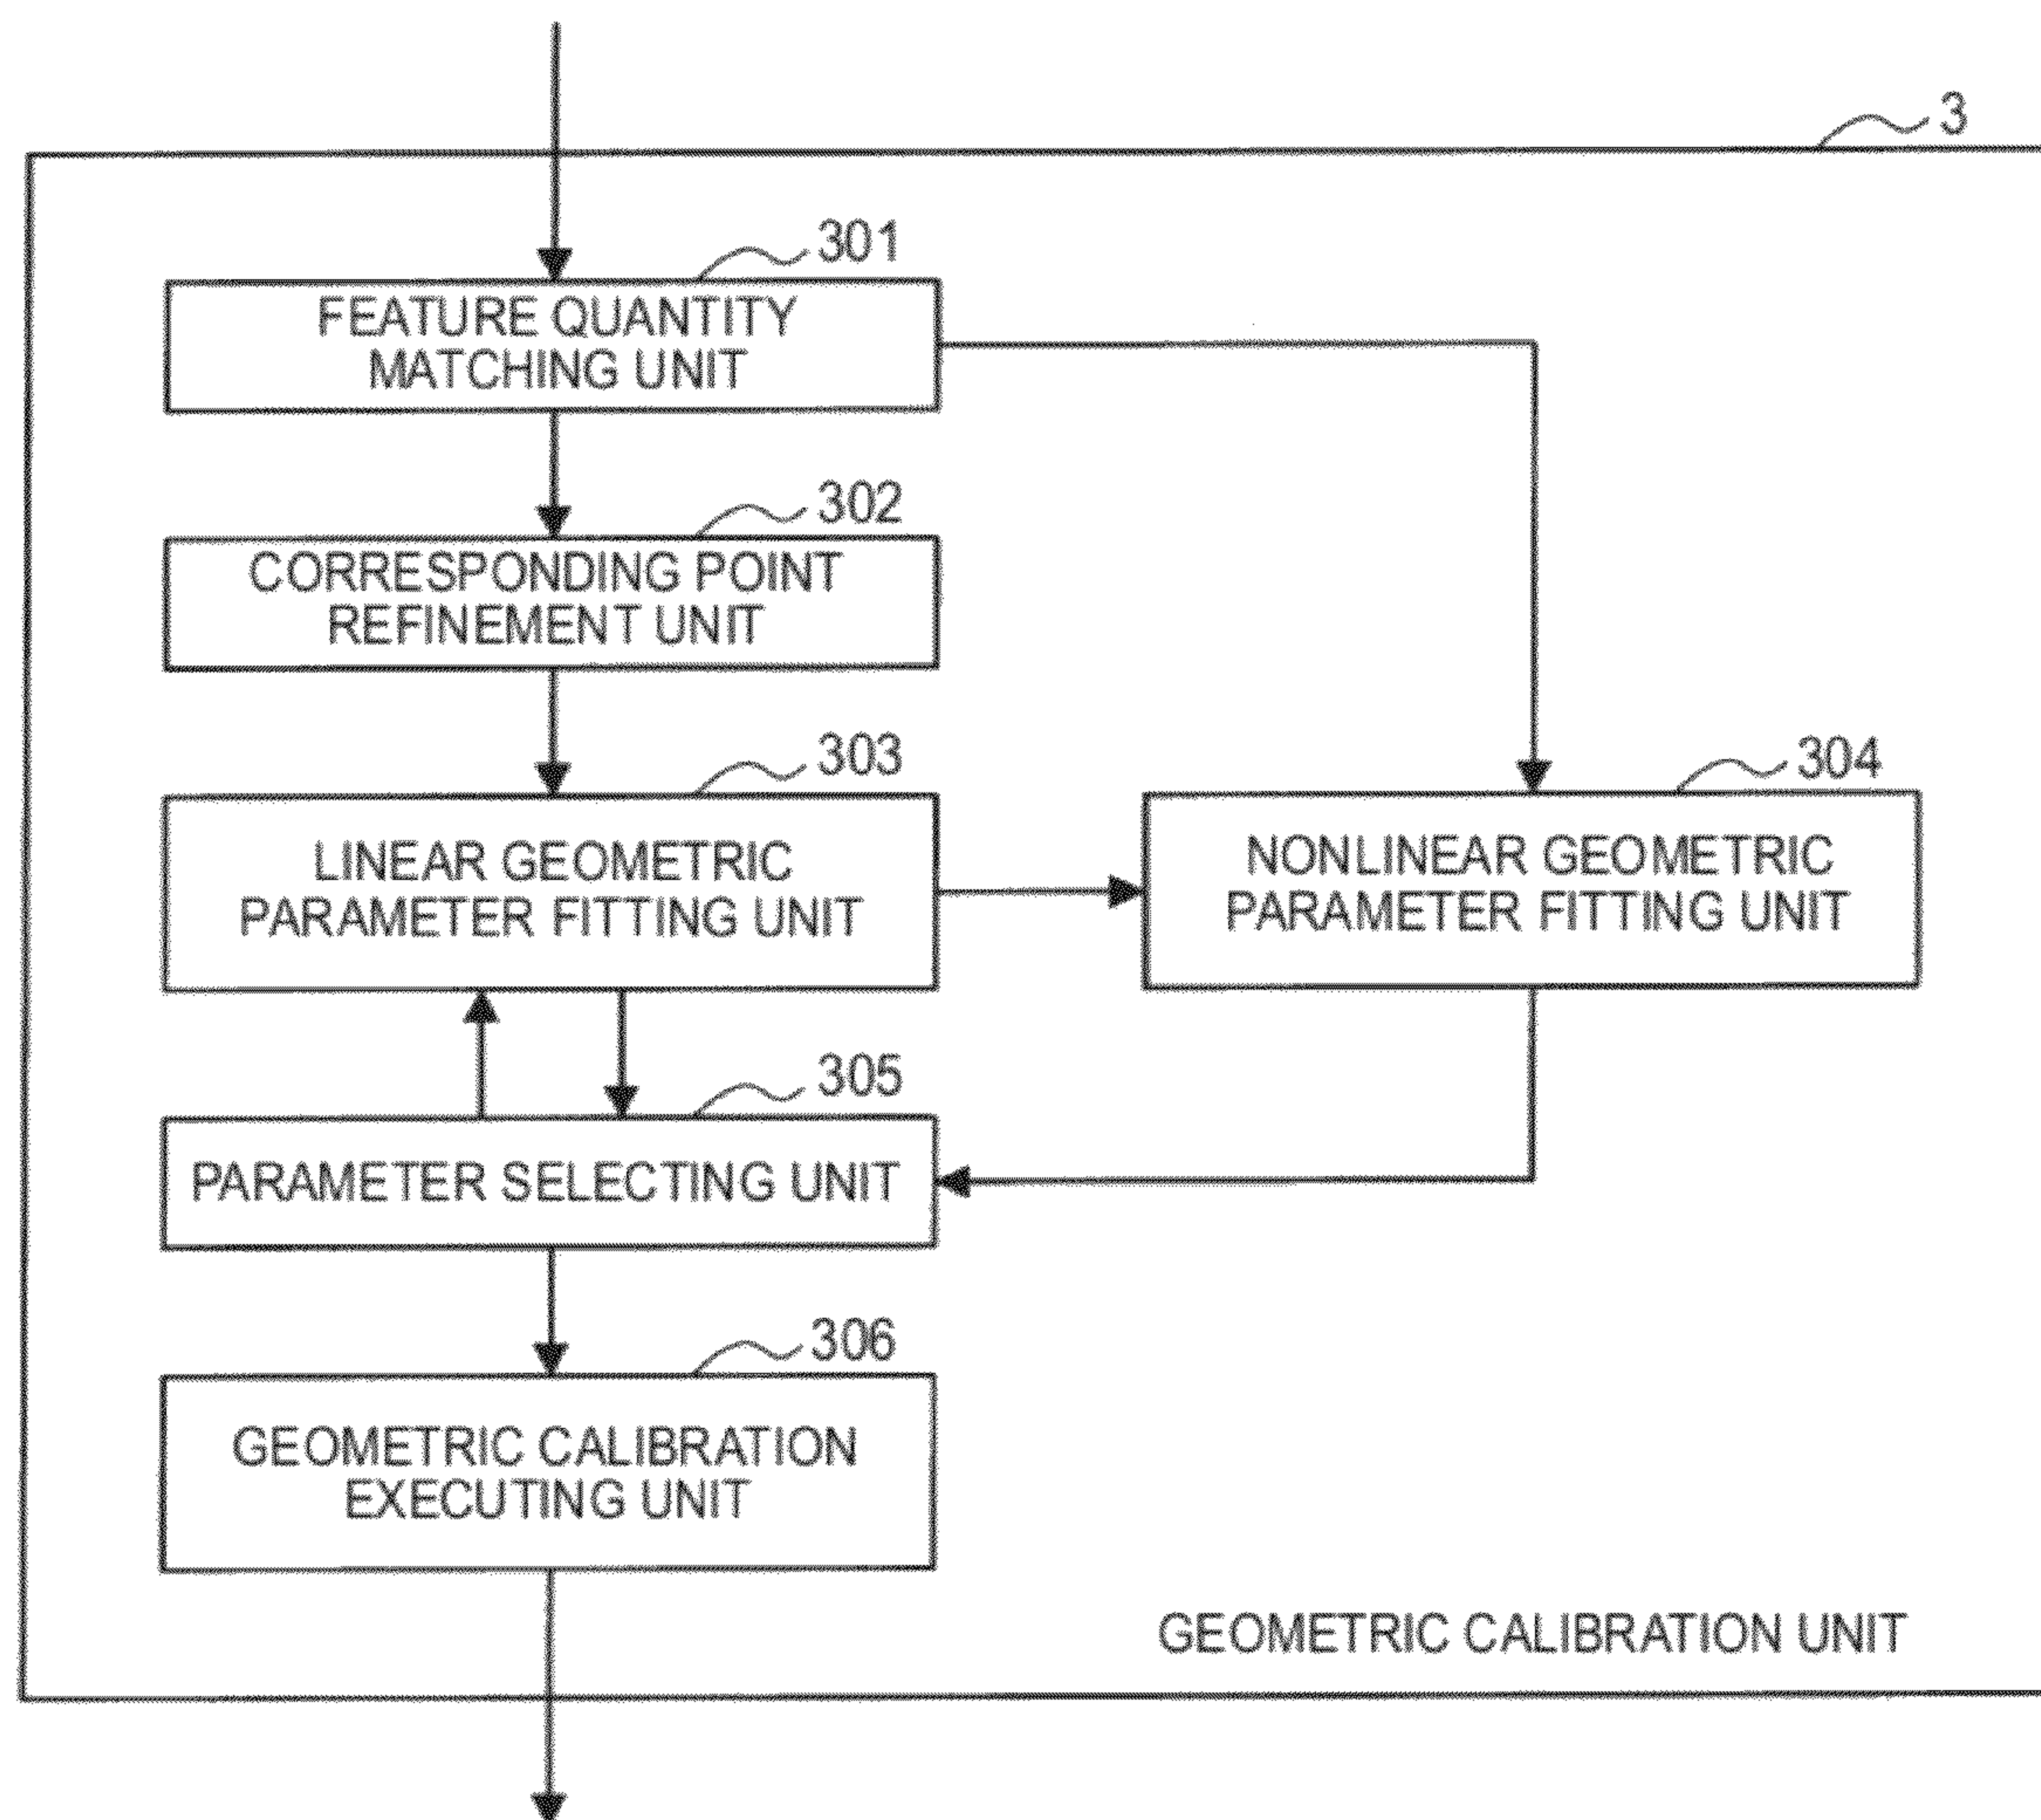 3
301
FEATURE QUANTITY
MATCHING UNIT
302
CORRESPONDING POINT
REFINEMENT UNIT
303
LINEAR GEOMETRIC
PARAMETER FITTING UNIT
304
NONLINEAR GEOMETRIC
PARAMETER FITTING UNIT
305
PARAMETER SELECTING UNIT
306
GEOMETRIC CALIBRATION
EXECUTING UNIT
GEOMETRIC CALIBRATION UNIT